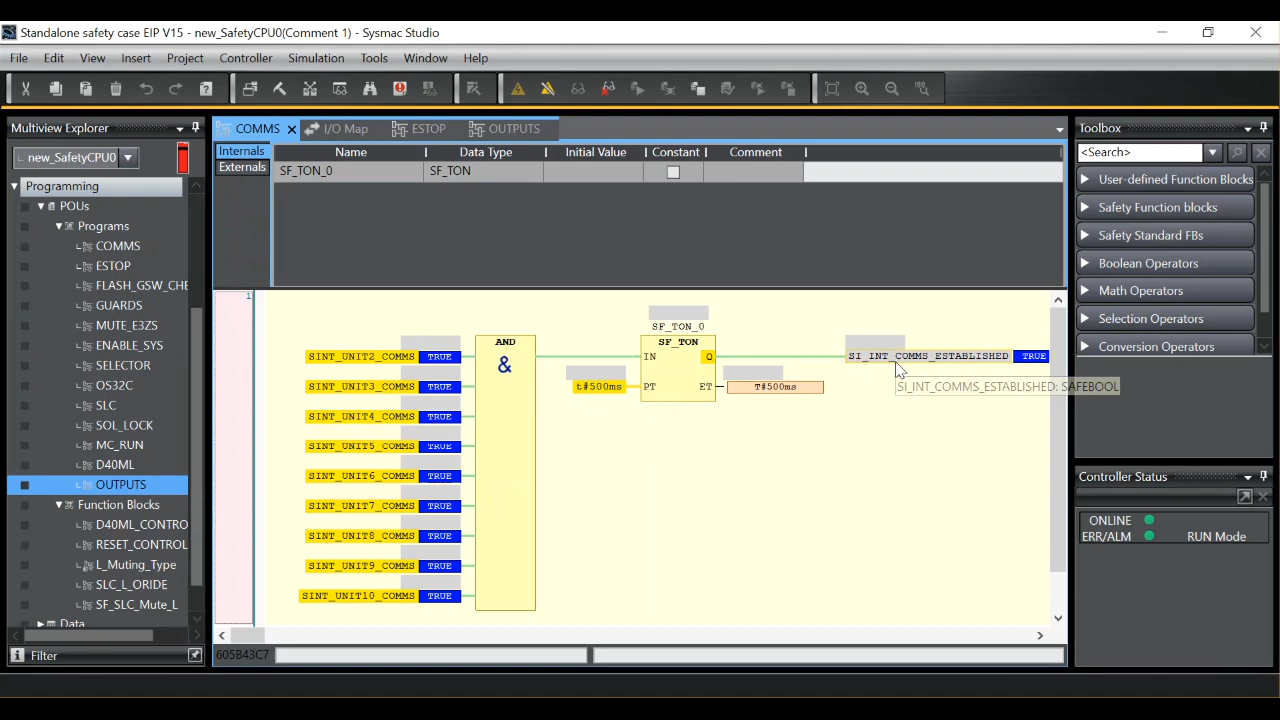 Standalone safety case EIP V15 - new_SafetyCPU0(Comment 1) - Sysmac Studio
File Edit View Insert Project Controller Simulation Tools Window Help
Multiview Explorer
new_SafetyCPU0
Programming
POUs
Programs
COMMS
ESTOP
FLASH_GSW_CHE
GUARDS
MUTE_E3ZS
ENABLE_SYS
SELECTOR
OS32C
SLC
SOL_LOCK
MC_RUN
D40ML
OUTPUTS
Function Blocks
D40ML_CONTRO
RESET_CONTROL
L_Muting_Type
SLC_L_ORIDE
SF_SLC_Mute_L
Data
Filter
COMMS I/O Map ESTOP OUTPUTS
Internals
Externals
Name Data Type Initial Value Constant Comment
SF_TON_0 SF_TON
1
SINT_UNIT2_COMMS TRUE
SINT_UNIT3_COMMS TRUE
SINT_UNIT4_COMMS TRUE
SINT_UNIT5_COMMS TRUE
SINT_UNIT6_COMMS TRUE
SINT_UNIT7_COMMS TRUE
SINT_UNIT8_COMMS TRUE
SINT_UNIT9_COMMS TRUE
SINT_UNIT10_COMMS TRUE
AND
&
SF_TON_0
SF_TON
IN Q
t#500ms PT ET T#500ms
SI_INT_COMMS_ESTABLISHED TRUE
SI_INT_COMMS_ESTABLISHED: SAFEBOOL
605B43C7
Toolbox
<Search>
User-defined Function Blocks
Safety Function blocks
Safety Standard FBs
Boolean Operators
Math Operators
Selection Operators
Conversion Operators
Controller Status
ONLINE
ERR/ALM RUN Mode